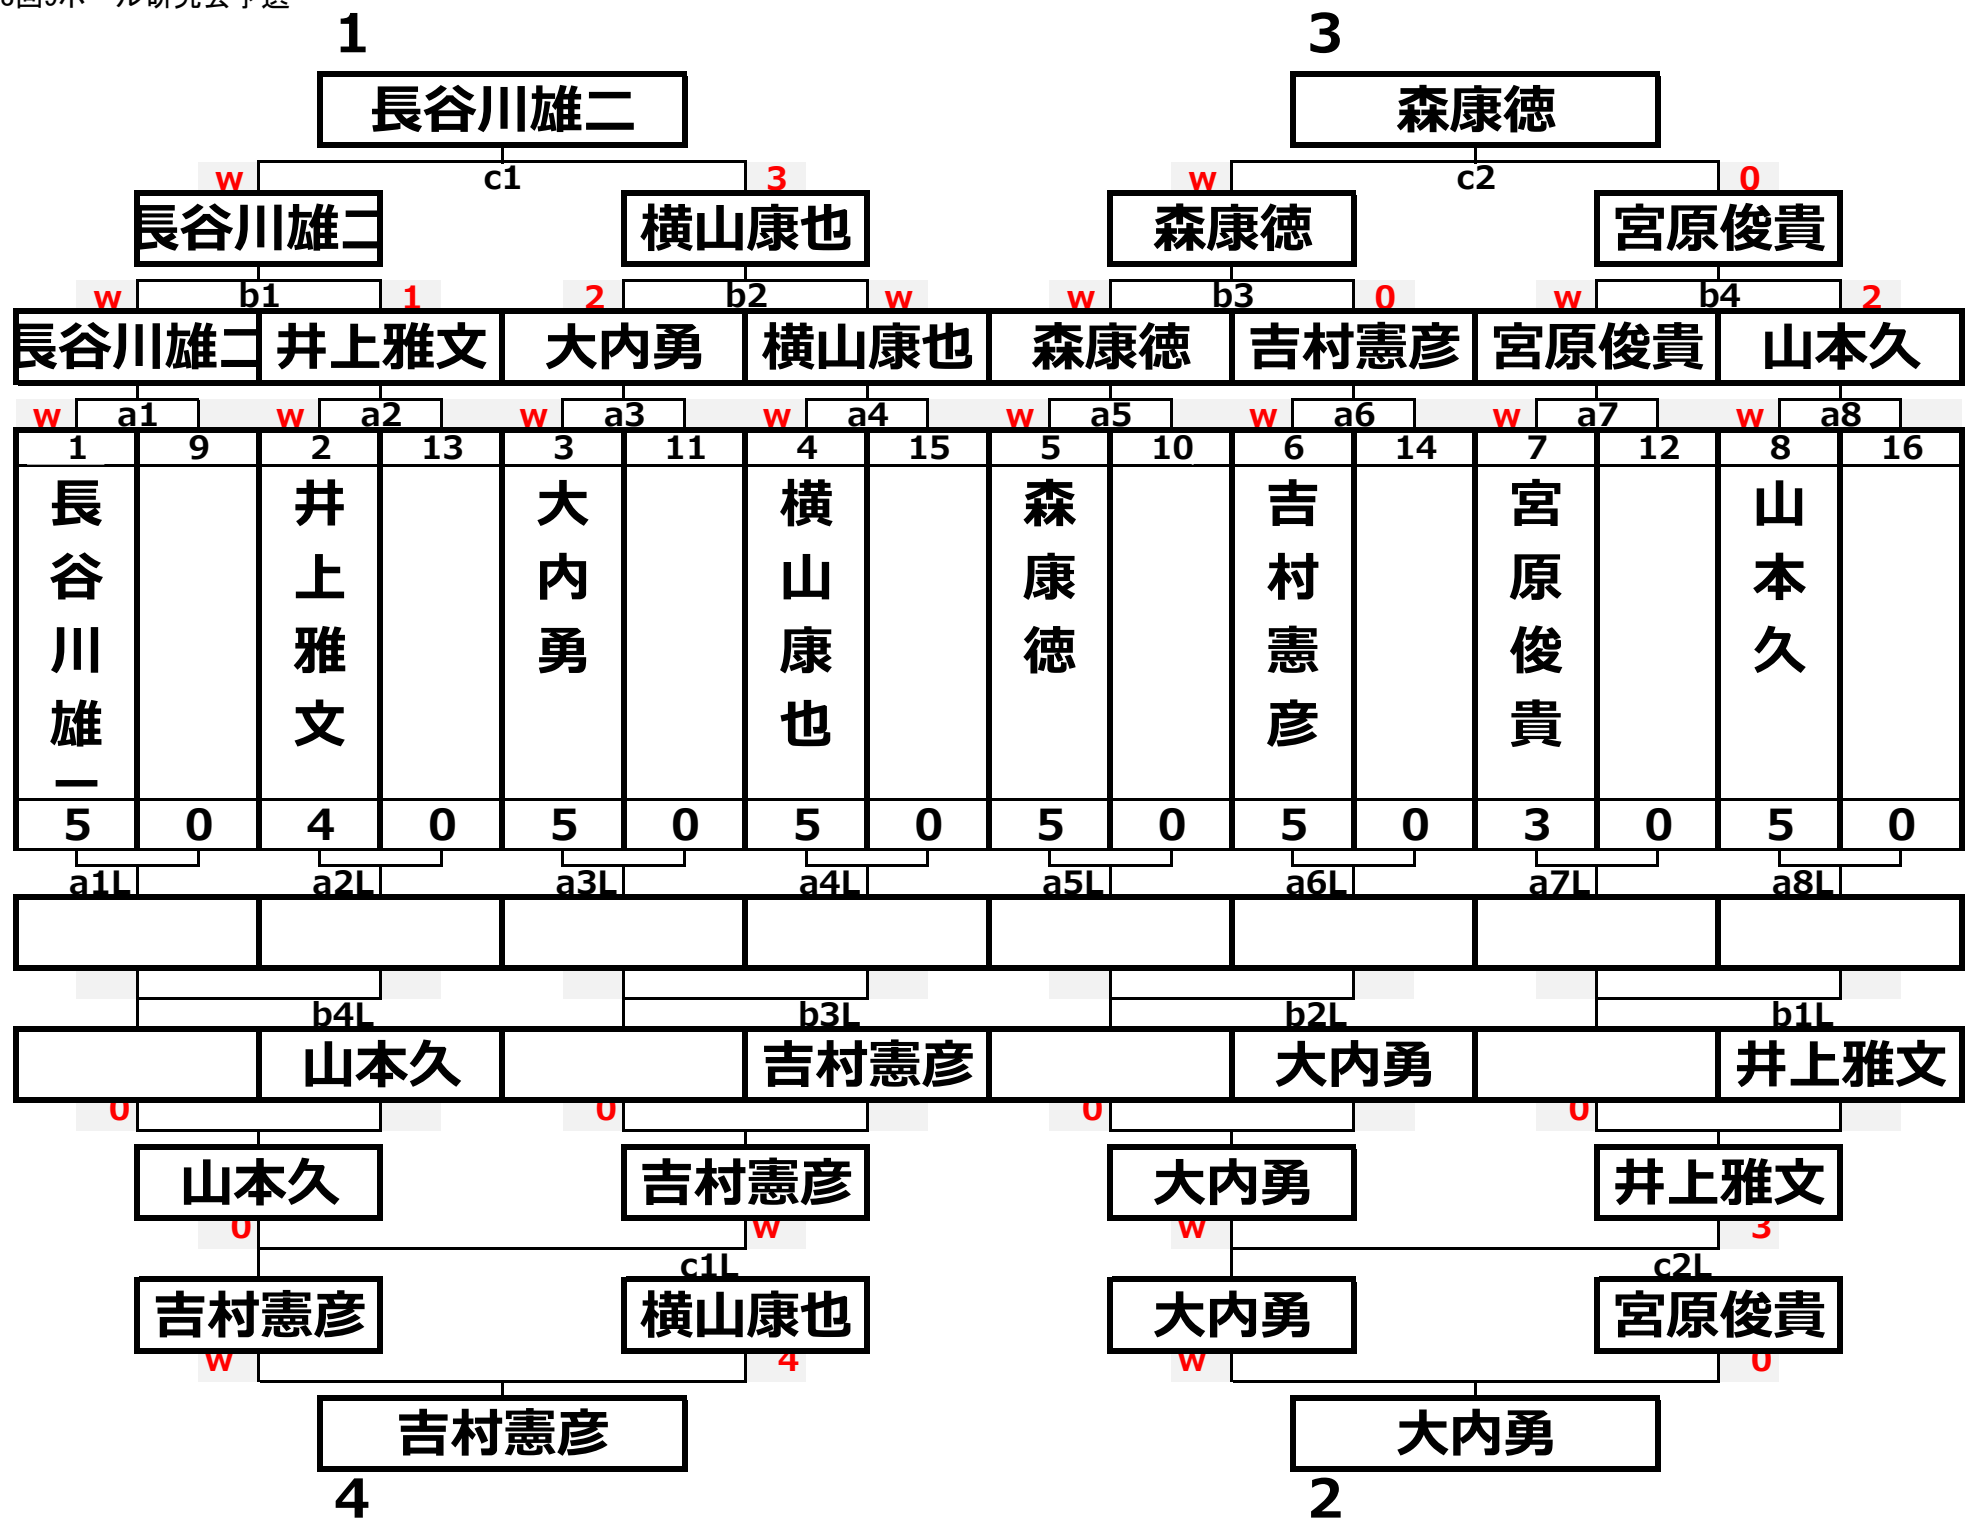 回9ボール研究会予選
1 3
長谷川雄二 森康徳
w c1 3 w c2 0
長谷川雄二 横山康也 森康徳 宮原俊貴
w b1 1 2 b2 w w b3 0 w b4 2
長谷川雄二 井上雅文 大内勇 横山康也 森康徳 吉村憲彦 宮原俊貴 山本久
w a1 w a2 w a3 w a4 w a5 w a6 w a7 w a8
1 9 2 13 3 11 4 15 5 10 6 14 7 12 8 16
長谷川雄二
井上雅文
大内勇
横山康也
森康徳
吉村憲彦
宮原俊貴
山本久
5 0 4 0 5 0 5 0 5 0 5 0 3 0 5 0
a1L a2L a3L a4L a5L a6L a7L a8L
b4L b3L b2L b1L
山本久 吉村憲彦 大内勇 井上雅文
0 0 0 0
山本久 吉村憲彦 大内勇 井上雅文
0 w w 3
c1L c2L
吉村憲彦 横山康也 大内勇 宮原俊貴
w 4 w 0
吉村憲彦 大内勇
4 2